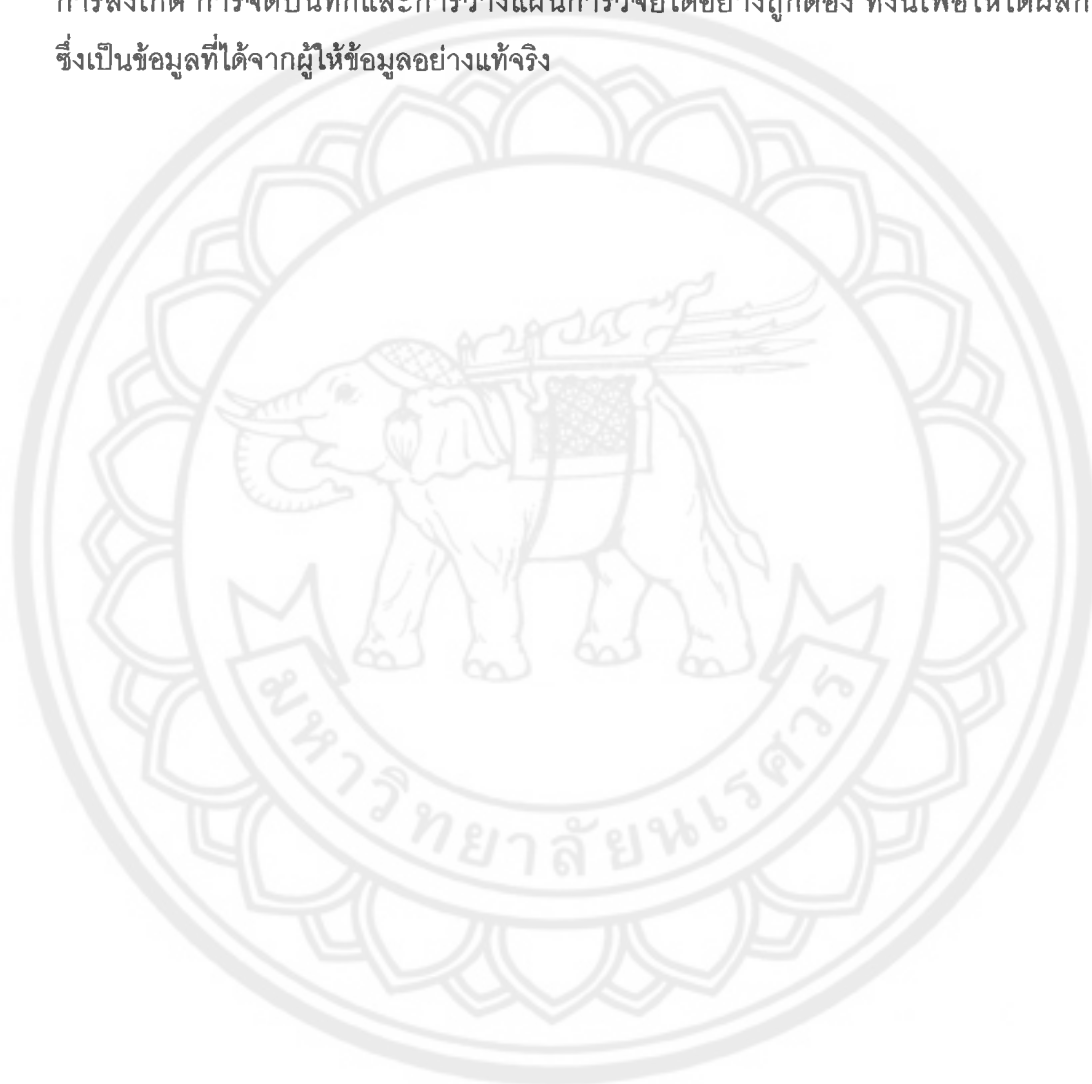 การสังเกต การจดบันทึกและการวางแผนการวิจัยได้อย่างถูกต้อง ทั้งนี้เพื่อให้ได้ผล
ซึ่งเป็นข้อมูลที่ได้จากผู้ให้ข้อมูลอย่างแท้จริง
มหาวิทยาลัยนเรศวร